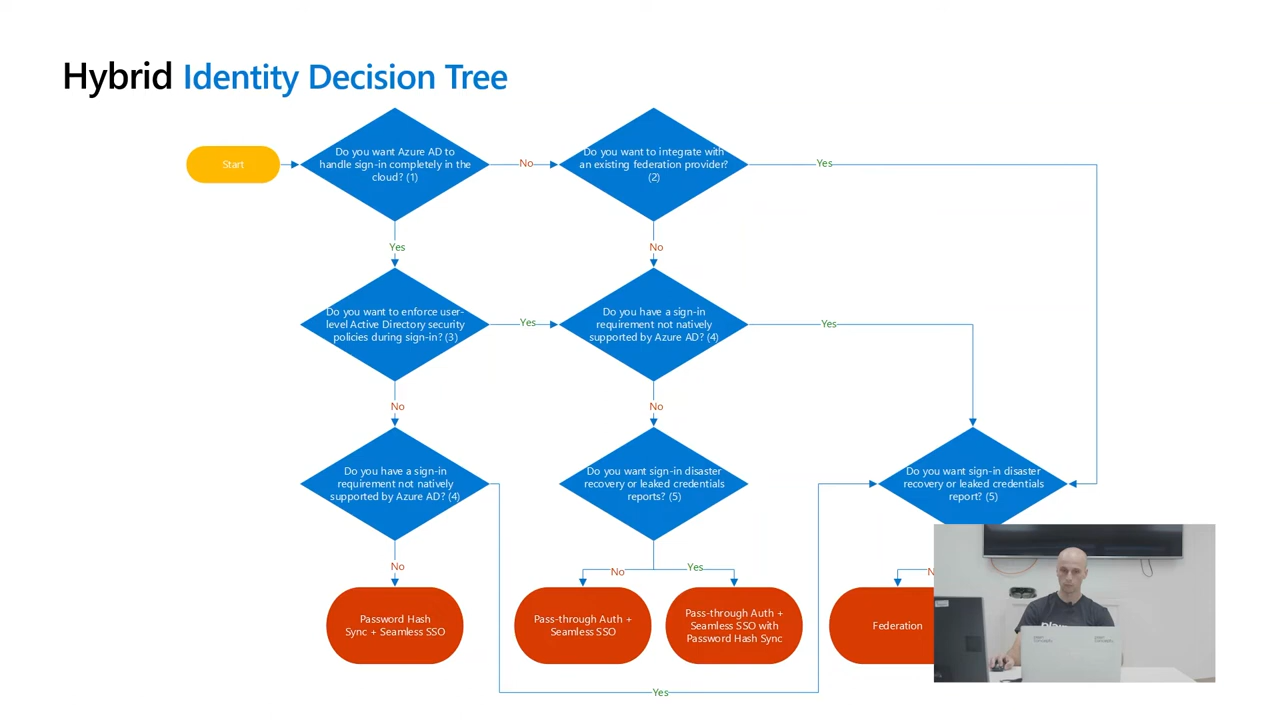 Hybrid Identity Decision Tree
Start
Do you want Azure AD to
handle sign-in completely in the
cloud? (1)
No
Do you want to integrate with
an existing federation provider?
(2)
Yes
Yes
No
Do you want to enforce user-
level Active Directory security
policies during sign-in? (3)
Yes
Do you have a sign-in
requirement not natively
supported by Azure AD? (4)
Yes
No
No
Do you have a sign-in
requirement not natively
supported by Azure AD? (4)
Do you want sign-in disaster
recovery or leaked credentials
reports? (5)
Do you want sign-in disaster
recovery or leaked credentials
report? (5)
No
No
Yes
Password Hash
Sync + Seamless SSO
Pass-through Auth +
Seamless SSO
Pass-through Auth +
Seamless SSO with
Password Hash Sync
Federation
Yes